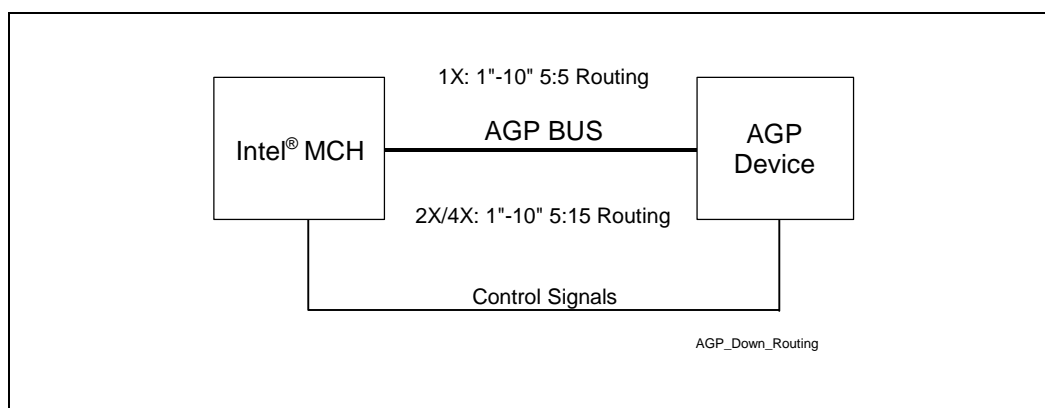 1X: 1"-10" 5:5 Routing
AGP BUS
Intel® MCH
AGP
Device
2X/4X: 1"-10" 5:15 Routing
Control Signals
AGP_Down_Routing